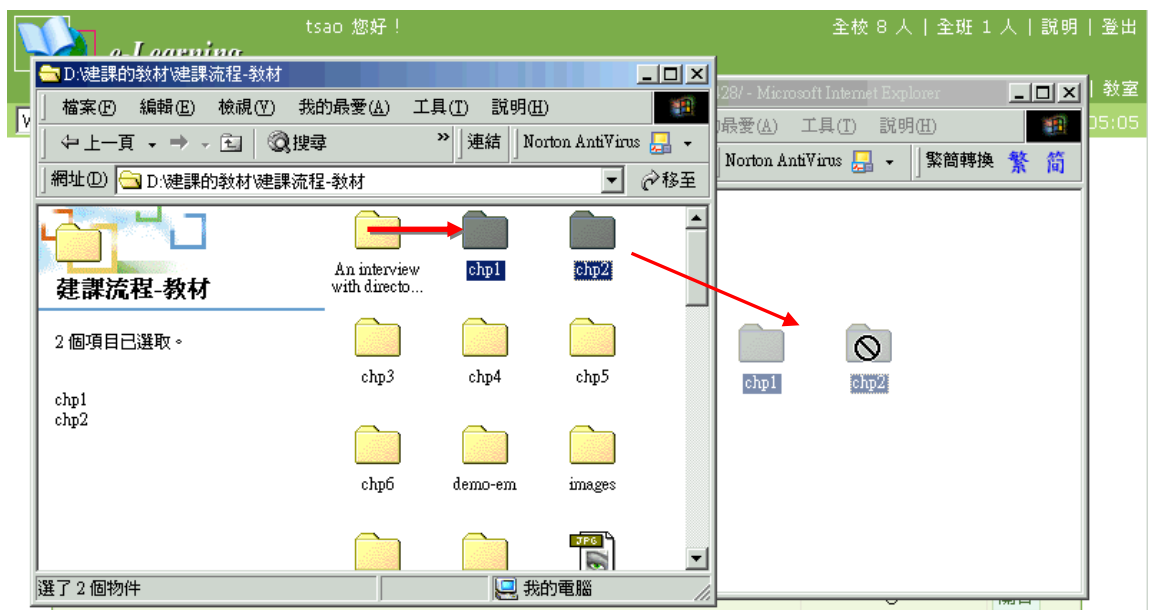 tsao 您好！
全校 8 人 | 全班 1 人 | 說明 | 登出
e-Learning
教室
05:05
D:\建課的教材\建課流程-教材
檔案(F) 編輯(E) 檢視(V) 我的最愛(A) 工具(T) 說明(H)
上一頁 搜尋 » 連結 Norton AntiVirus
網址(D) D:\建課的教材\建課流程-教材 移至
28/ - Microsoft Internet Explorer
最愛(A) 工具(T) 說明(H)
Norton AntiVirus 繁簡轉換 繁 简
建課流程-教材
2 個項目已選取。
chp1
chp2
An interview
with directo...
chp1
chp2
chp3
chp4
chp5
chp6
demo-em
images
JPG
chp1
chp2
選了 2 個物件
我的電腦